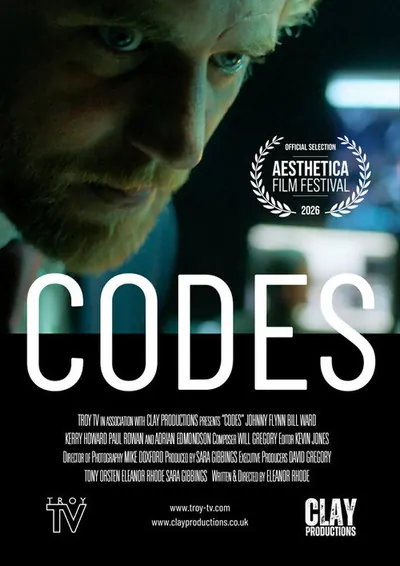 OFFICIAL SELECTION
AESTHETICA
FILM FESTIVAL
2026
CODES
TROY TV IN ASSOCIATION WITH CLAY PRODUCTIONS PRESENTS "CODES" JOHNNY FLYNN BILL WARD
KERRY HOWARD PAUL ROWAN AND ADRIAN EDMONDSON COMPOSER WILL GREGORY EDITOR KEVIN JONES
DIRECTOR OF PHOTOGRAPHY MIKE DOXFORD PRODUCED BY SARA GIBBINGS EXECUTIVE PRODUCERS DAVID GREGORY
TONY ORSTEN ELEANOR RHODE SARA GIBBINGS WRITTEN & DIRECTED BY ELEANOR RHODE
TROY
TV
www.troy-tv.com
www.clayproductions.co.uk
CLAY
PRODUCTIONS